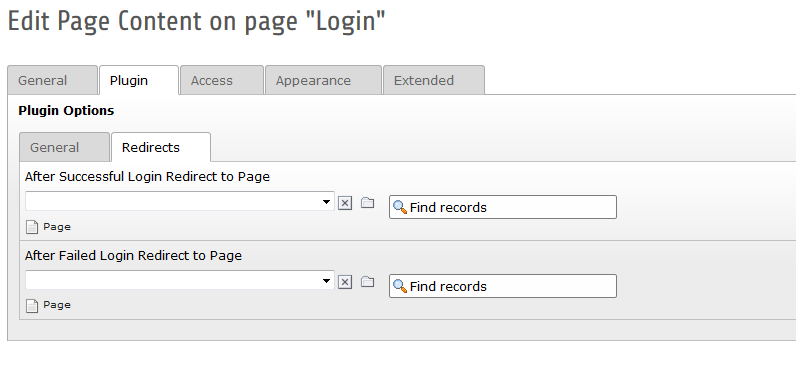 Edit Page Content on page "Login"
General Plugin Access Appearance Extended
Plugin Options
General Redirects
After Successful Login Redirect to Page
Find records
Page
After Failed Login Redirect to Page
Find records
Page